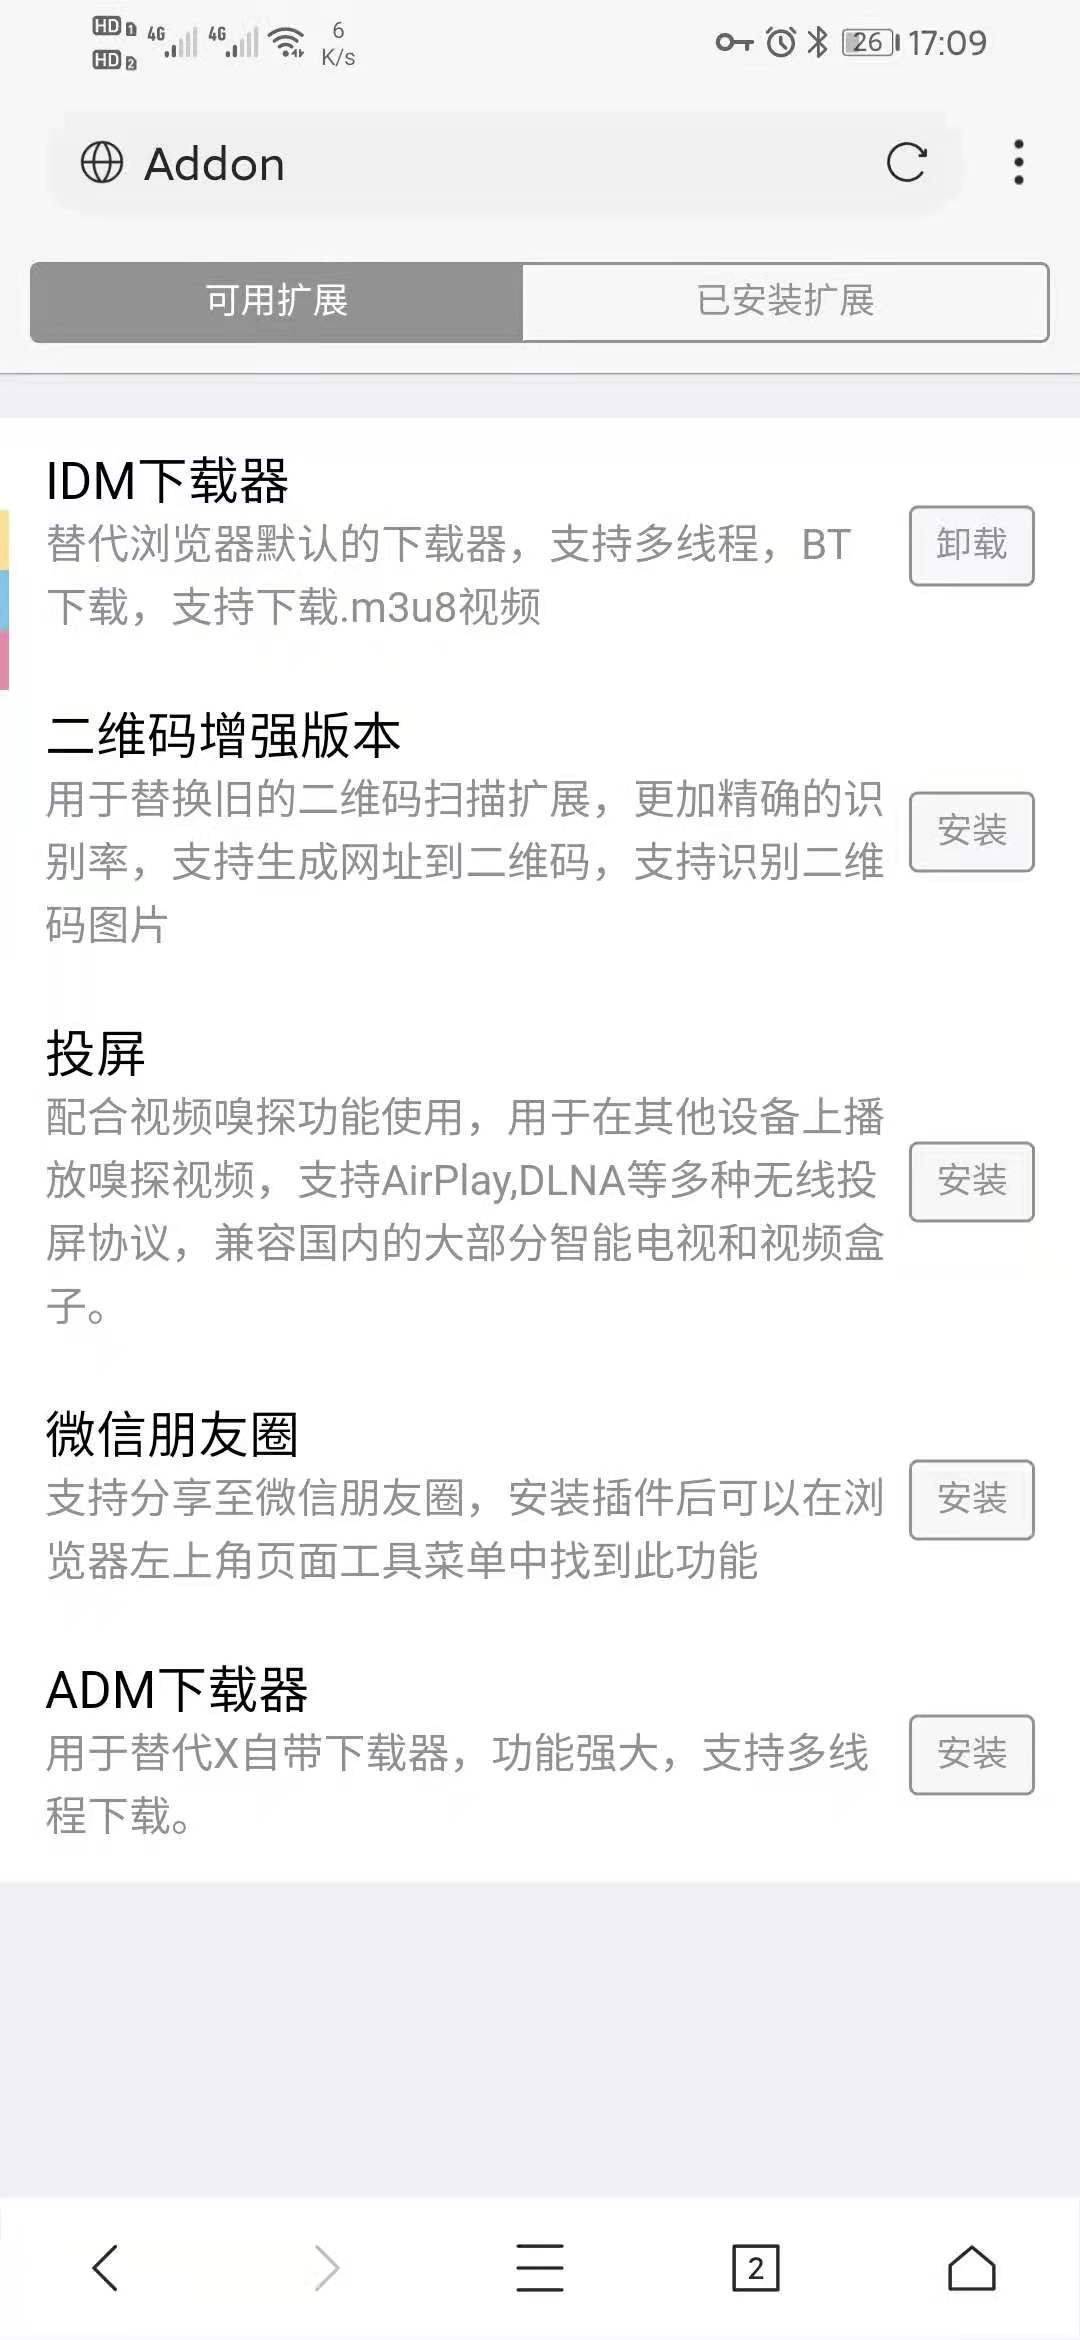 HD 1 4G 4G 6 K/s 26 17:09
HD 2
Addon
可用扩展 已安装扩展
IDM下载器
替代浏览器默认的下载器，支持多线程，BT
下载，支持下载.m3u8视频
卸载
二维码增强版本
用于替换旧的二维码扫描扩展，更加精确的识
别率，支持生成网址到二维码，支持识别二维
码图片
安装
投屏
配合视频嗅探功能使用，用于在其他设备上播
放嗅探视频，支持AirPlay,DLNA等多种无线投
屏协议，兼容国内的大部分智能电视和视频盒
子。
安装
微信朋友圈
支持分享至微信朋友圈，安装插件后可以在浏
览器左上角页面工具菜单中找到此功能
安装
ADM下载器
用于替代X自带下载器，功能强大，支持多线
程下载。
安装
2